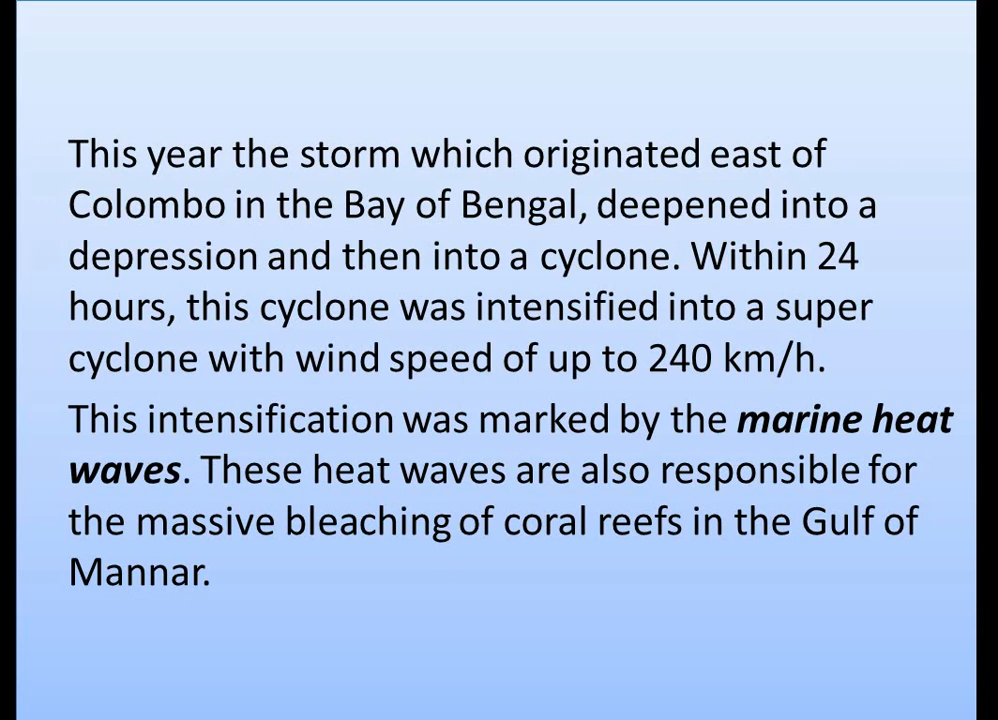 This year the storm which originated east of
Colombo in the Bay of Bengal, deepened into a
depression and then into a cyclone. Within 24
hours, this cyclone was intensified into a super
cyclone with wind speed of up to 240 km/h.
This intensification was marked by the marine heat
waves. These heat waves are also responsible for
the massive bleaching of coral reefs in the Gulf of
Mannar.